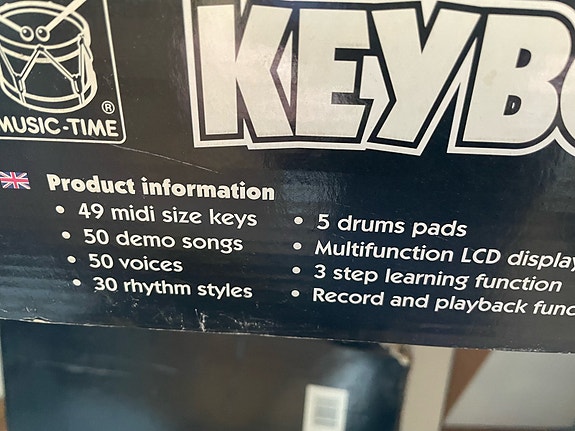 KEYB
®
MUSIC-TIME
Product information
• 49 midi size keys
• 50 demo songs
• 50 voices
• 30 rhythm styles
• 5 drums pads
• Multifunction LCD display
• 3 step learning function
• Record and playback func